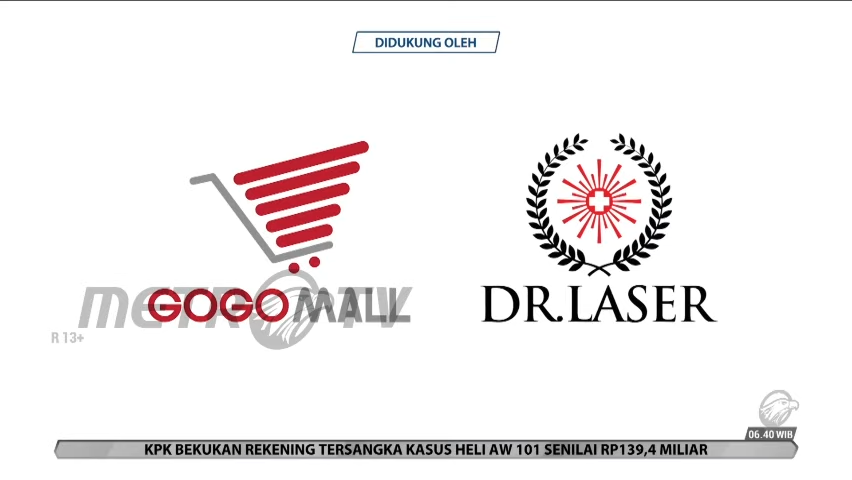 DIDUKUNG OLEH
GOGOMALL
DR.LASER
METRO TV
R 13+
06.40 WIB
KPK BEKUKAN REKENING TERSANGKA KASUS HELI AW 101 SENILAI RP139,4 MILIAR